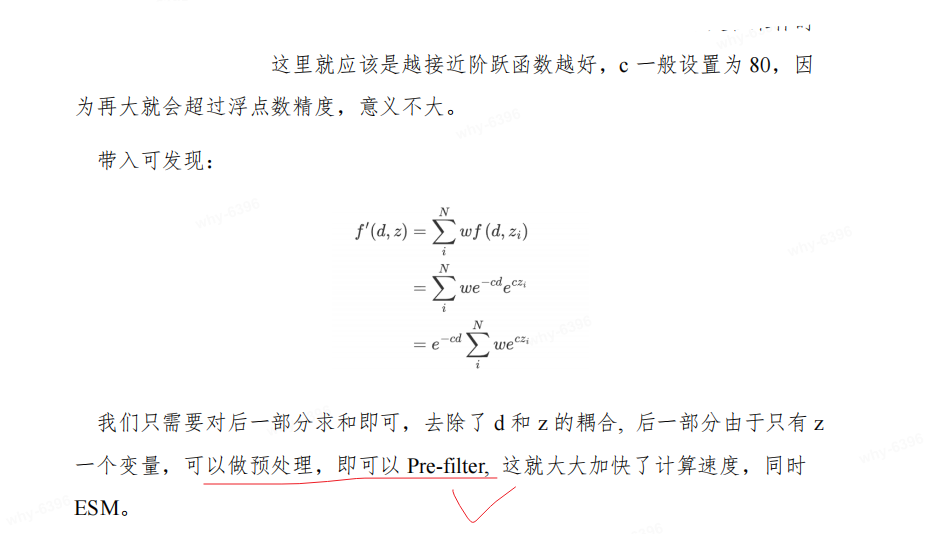 这里就应该是越接近阶跃函数越好，c 一般设置为 80，因
为再大就会超过浮点数精度，意义不大。
带入可发现：
f′(d, z) = ∑_i^N wf (d, z_i)
= ∑_i^N we^{-cd}e^{cz_i}
= e^{-cd} ∑_i^N we^{cz_i}
我们只需要对后一部分求和即可，去除了 d 和 z 的耦合, 后一部分由于只有 z
一个变量，可以做预处理，即可以 Pre-filter, 这就大大加快了计算速度，同时
ESM。
why-6396
why-6396
why-6396
why-6396
why-6396
why-6396